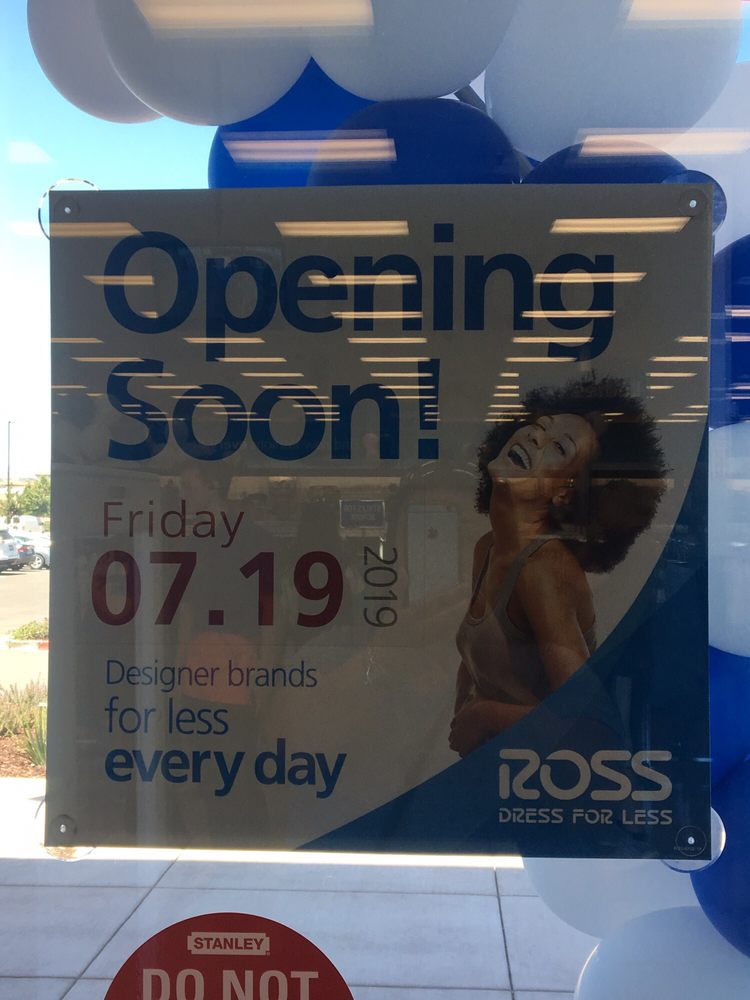 Opening
Soon!
Friday
07.19
2019
Designer brands
for less
every day
ROSS
DRESS FOR LESS
STANLEY
DO NOT